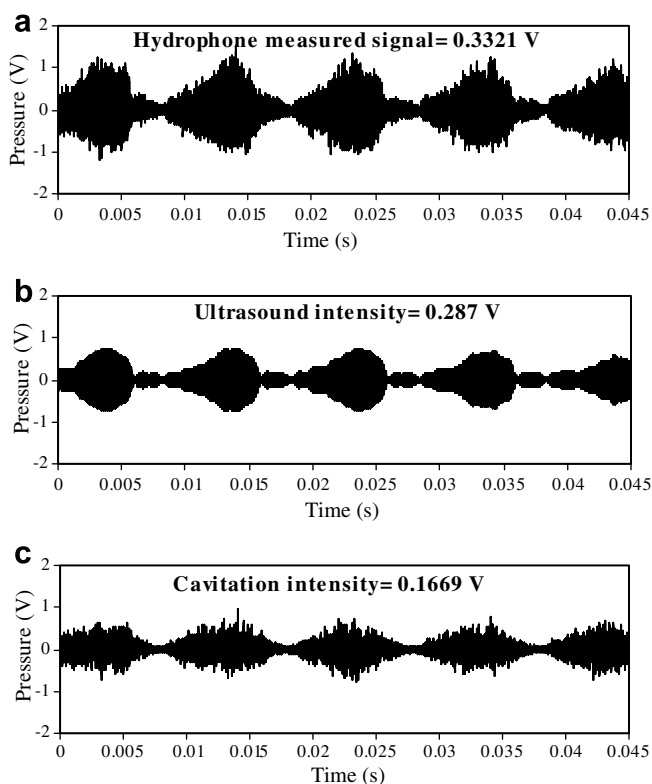 a
Hydrophone measured signal= 0.3321 V
Pressure (V)
2
1
0
-1
-2
0 0.005 0.01 0.015 0.02 0.025 0.03 0.035 0.04 0.045
Time (s)
b
Ultrasound intensity= 0.287 V
Pressure (V)
2
1
0
-1
-2
0 0.005 0.01 0.015 0.02 0.025 0.03 0.035 0.04 0.045
Time (s)
c
Cavitation intensity= 0.1669 V
Pressure (V)
2
1
0
-1
-2
0 0.005 0.01 0.015 0.02 0.025 0.03 0.035 0.04 0.045
Time (s)